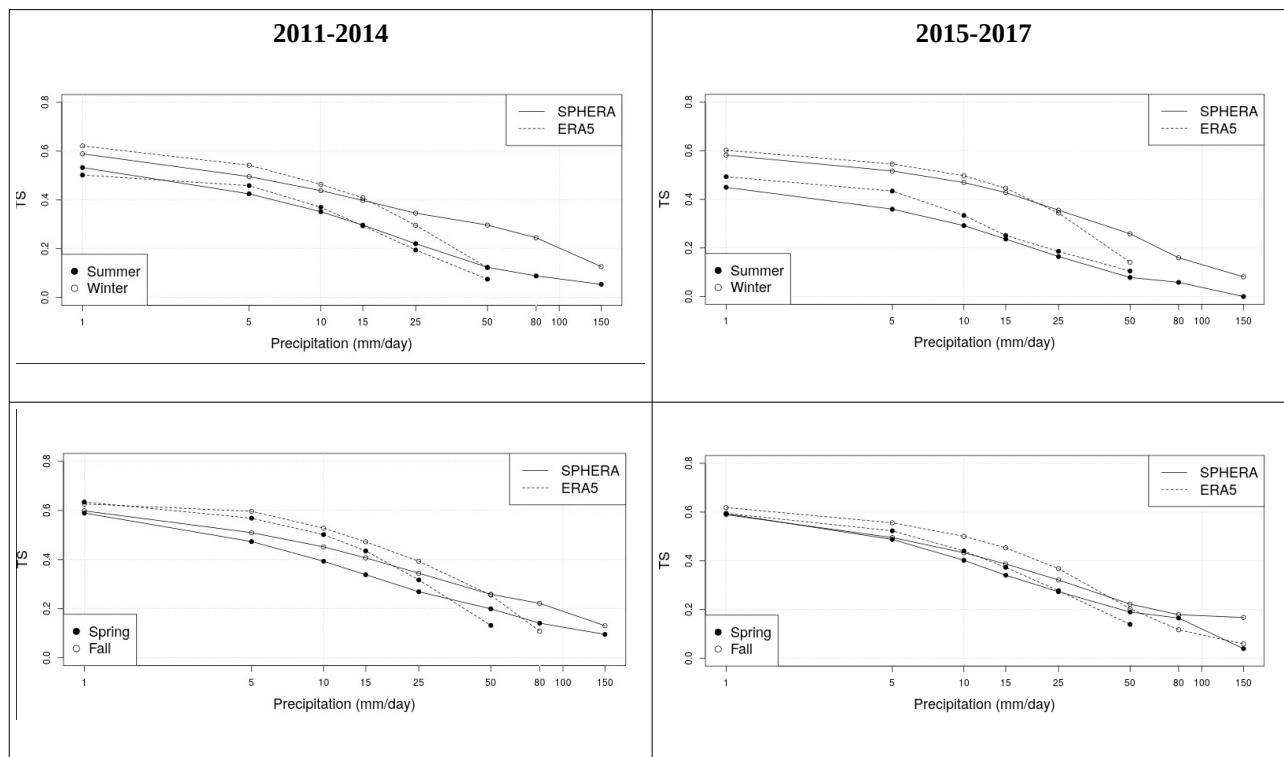 2011-2014
2015-2017
TS
0.0 0.2 0.4 0.6 0.8
SPHERA
ERA5
Summer
Winter
1 5 10 15 25 50 80 100 150
Precipitation (mm/day)
TS
0.0 0.2 0.4 0.6 0.8
SPHERA
ERA5
Summer
Winter
1 5 10 15 25 50 80 100 150
Precipitation (mm/day)
TS
0.0 0.2 0.4 0.6 0.8
SPHERA
ERA5
Spring
Fall
1 5 10 15 25 50 80 100 150
Precipitation (mm/day)
TS
0.0 0.2 0.4 0.6 0.8
SPHERA
ERA5
Spring
Fall
1 5 10 15 25 50 80 100 150
Precipitation (mm/day)